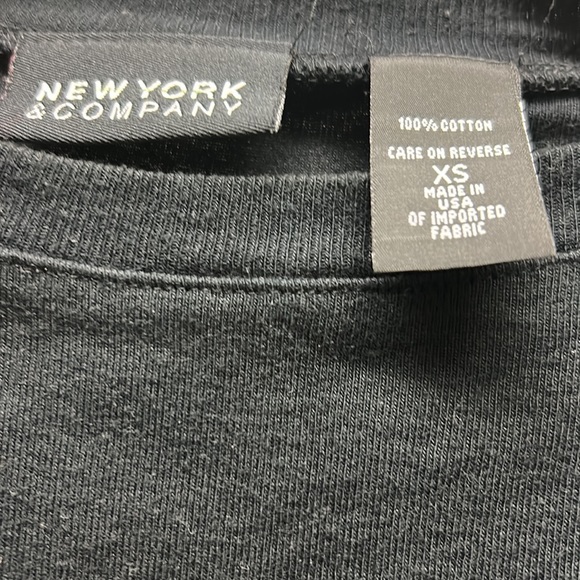 NEW YORK
& COMPANY
100% COTTON
CARE ON REVERSE
XS
MADE IN
USA
OF IMPORTED
FABRIC